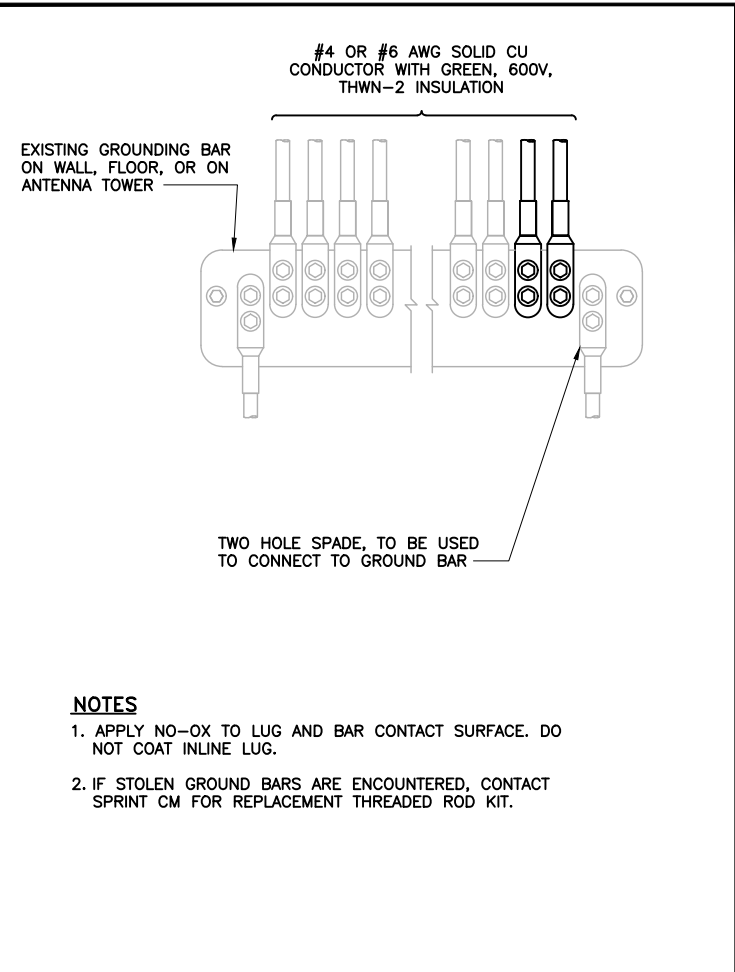 #4 OR #6 AWG SOLID CU
CONDUCTOR WITH GREEN, 600V,
THWN-2 INSULATION
EXISTING GROUNDING BAR
ON WALL, FLOOR, OR ON
ANTENNA TOWER
TWO HOLE SPADE, TO BE USED
TO CONNECT TO GROUND BAR
NOTES
1. APPLY NO-OX TO LUG AND BAR CONTACT SURFACE. DO
NOT COAT INLINE LUG.
2. IF STOLEN GROUND BARS ARE ENCOUNTERED, CONTACT
SPRINT CM FOR REPLACEMENT THREADED ROD KIT.